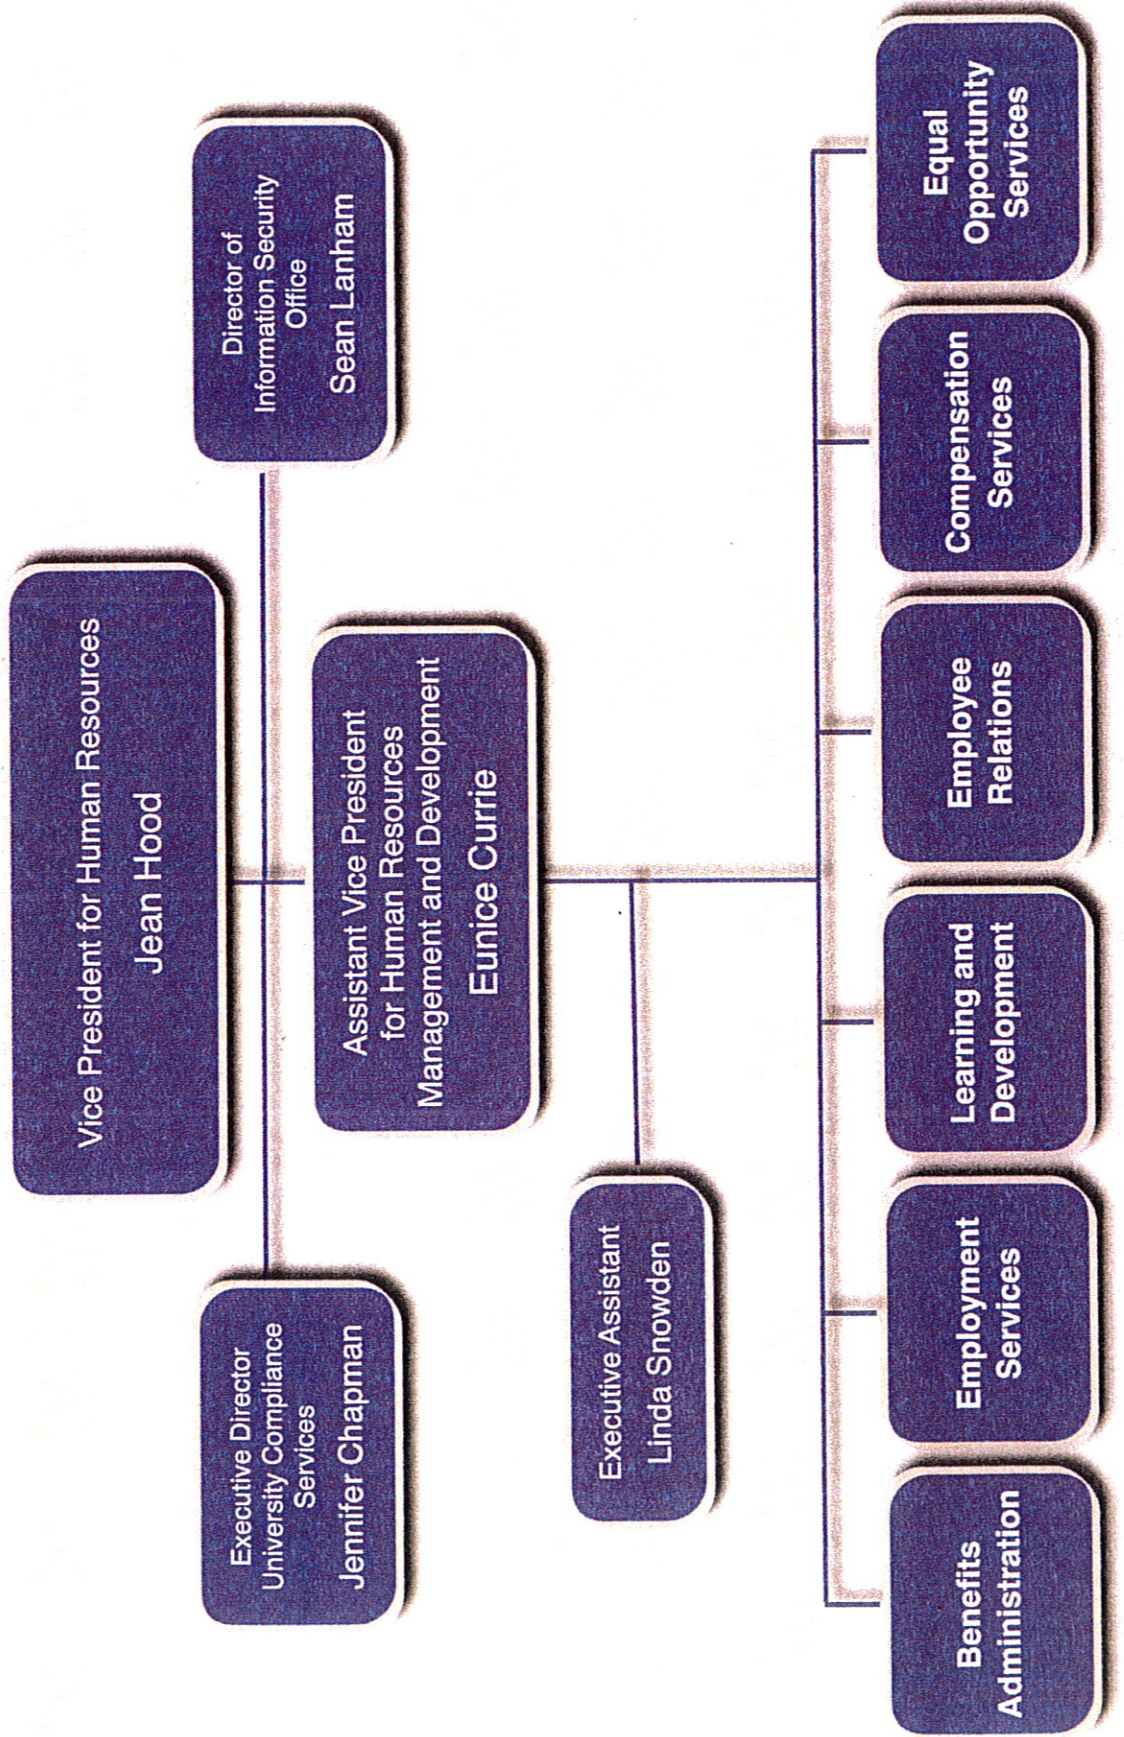 Vice President for Human Resources
Jean Hood
Executive Director
University Compliance
Services
Jennifer Chapman
Director of
Information Security
Office
Sean Lanham
Assistant Vice President
for Human Resources
Management and Development
Eunice Currie
Executive Assistant
Linda Snowden
Benefits
Administration
Employment
Services
Learning and
Development
Employee
Relations
Compensation
Services
Equal
Opportunity
Services